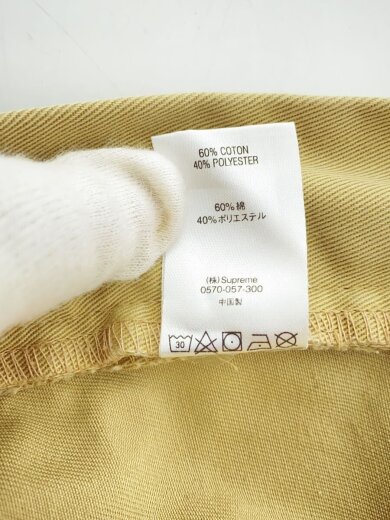 60% COTON
40% POLYESTER
60% 綿
40% ポリエステル
(株) Supreme
0570-057-300
中国製
30